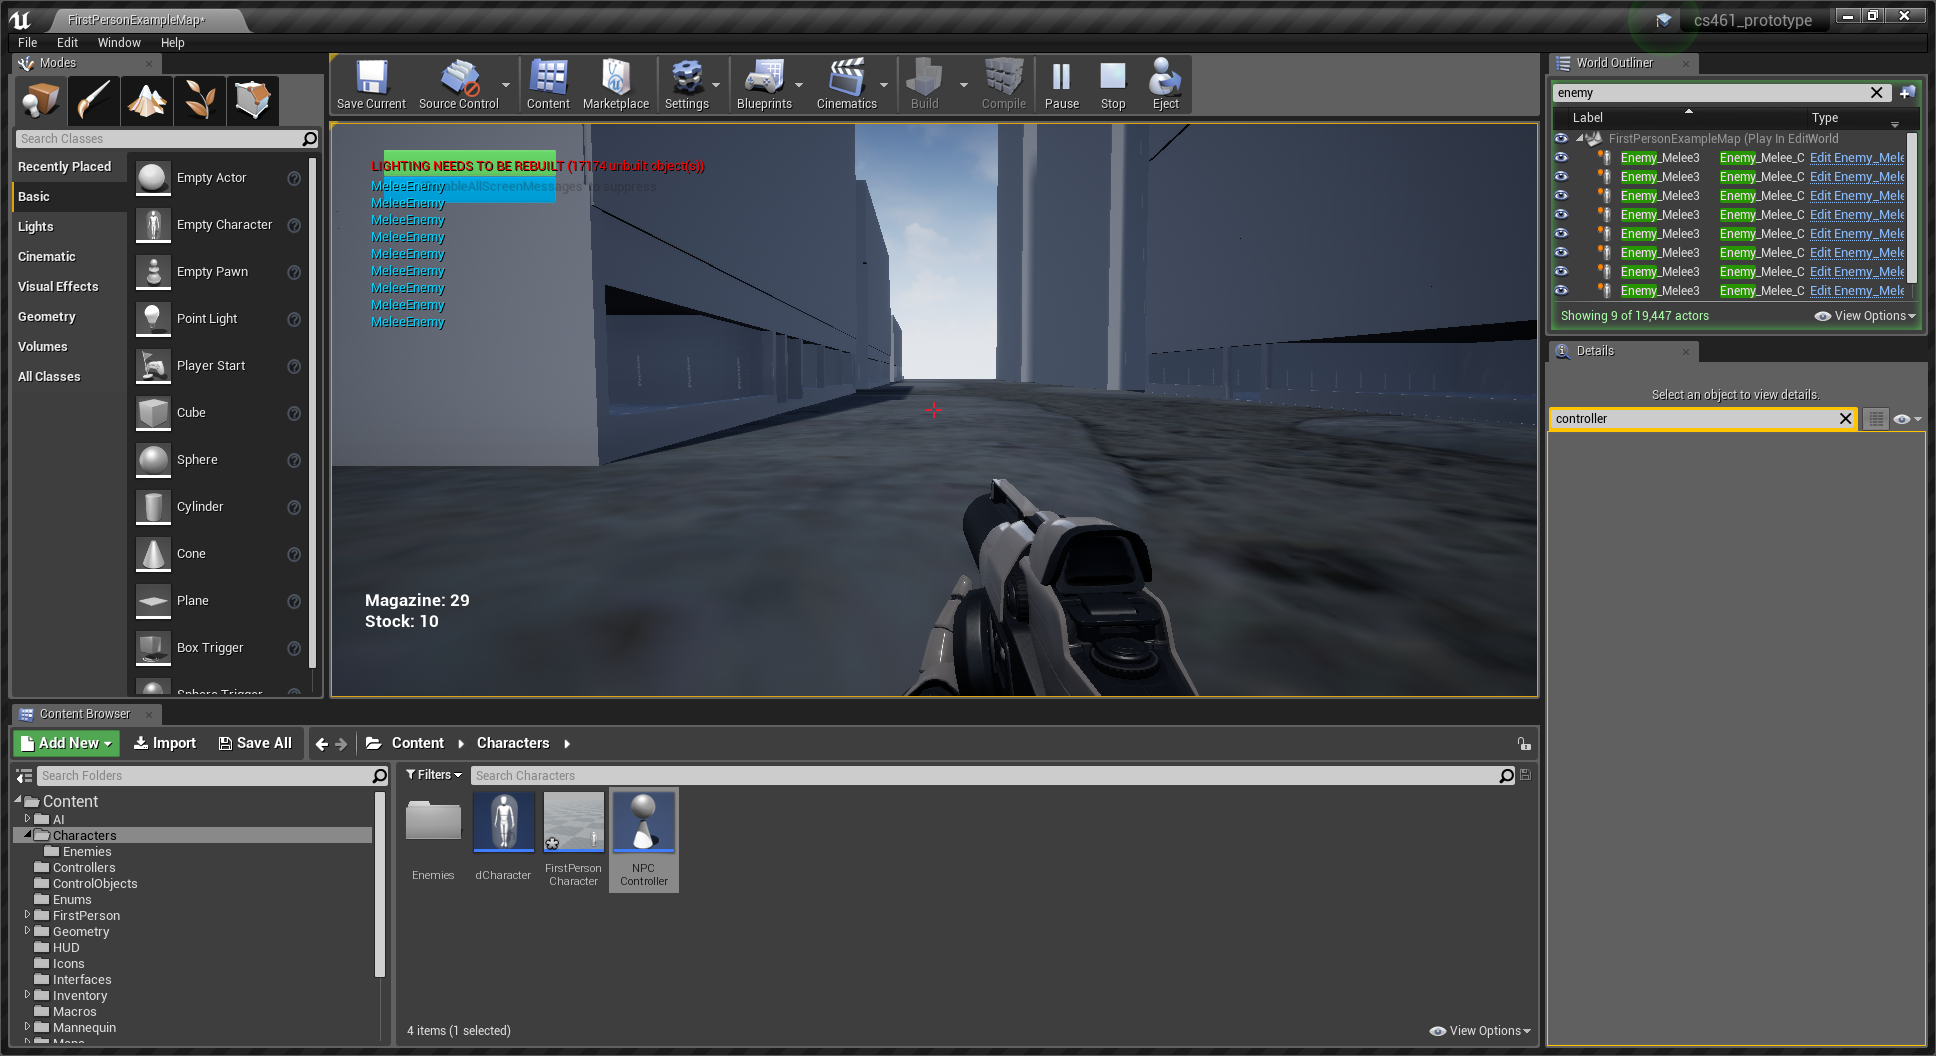 FirstPersonExampleMap*
cs461_prototype
File Edit Window Help
Modes
Search Classes
Recently Placed
Basic
Lights
Cinematic
Visual Effects
Geometry
Volumes
All Classes
Empty Actor
Empty Character
Empty Pawn
Point Light
Player Start
Cube
Sphere
Cylinder
Cone
Plane
Box Trigger
Sphere Trigger
Save Current
Source Control
Content
Marketplace
Settings
Blueprints
Cinematics
Build
Compile
Pause
Stop
Eject
LIGHTING NEEDS TO BE REBUILT (17174 unbuilt object(s))
MeleeEnemy
ableAllScreenMessages to suppress
MeleeEnemy
MeleeEnemy
MeleeEnemy
MeleeEnemy
MeleeEnemy
MeleeEnemy
MeleeEnemy
MeleeEnemy
Magazine: 29
Stock: 10
World Outliner
enemy
Label Type
FirstPersonExampleMap (Play In Edit World
Enemy_Melee3 Enemy_Melee_C Edit Enemy_Mele
Enemy_Melee3 Enemy_Melee_C Edit Enemy_Mele
Enemy_Melee3 Enemy_Melee_C Edit Enemy_Mele
Enemy_Melee3 Enemy_Melee_C Edit Enemy_Mele
Enemy_Melee3 Enemy_Melee_C Edit Enemy_Mele
Enemy_Melee3 Enemy_Melee_C Edit Enemy_Mele
Enemy_Melee3 Enemy_Melee_C Edit Enemy_Mele
Enemy_Melee3 Enemy_Melee_C Edit Enemy_Mele
Showing 9 of 19,447 actors
View Options
Details
Select an object to view details.
controller
Content Browser
Add New Import Save All Content Characters
Search Folders
Content
AI
Characters
Enemies
Controllers
ControlObjects
Enums
FirstPerson
Geometry
HUD
Icons
Interfaces
Inventory
Macros
Mannequin
Filters
Search Characters
Enemies
dCharacter
FirstPerson
Character
NPC
Controller
4 items (1 selected)
View Options